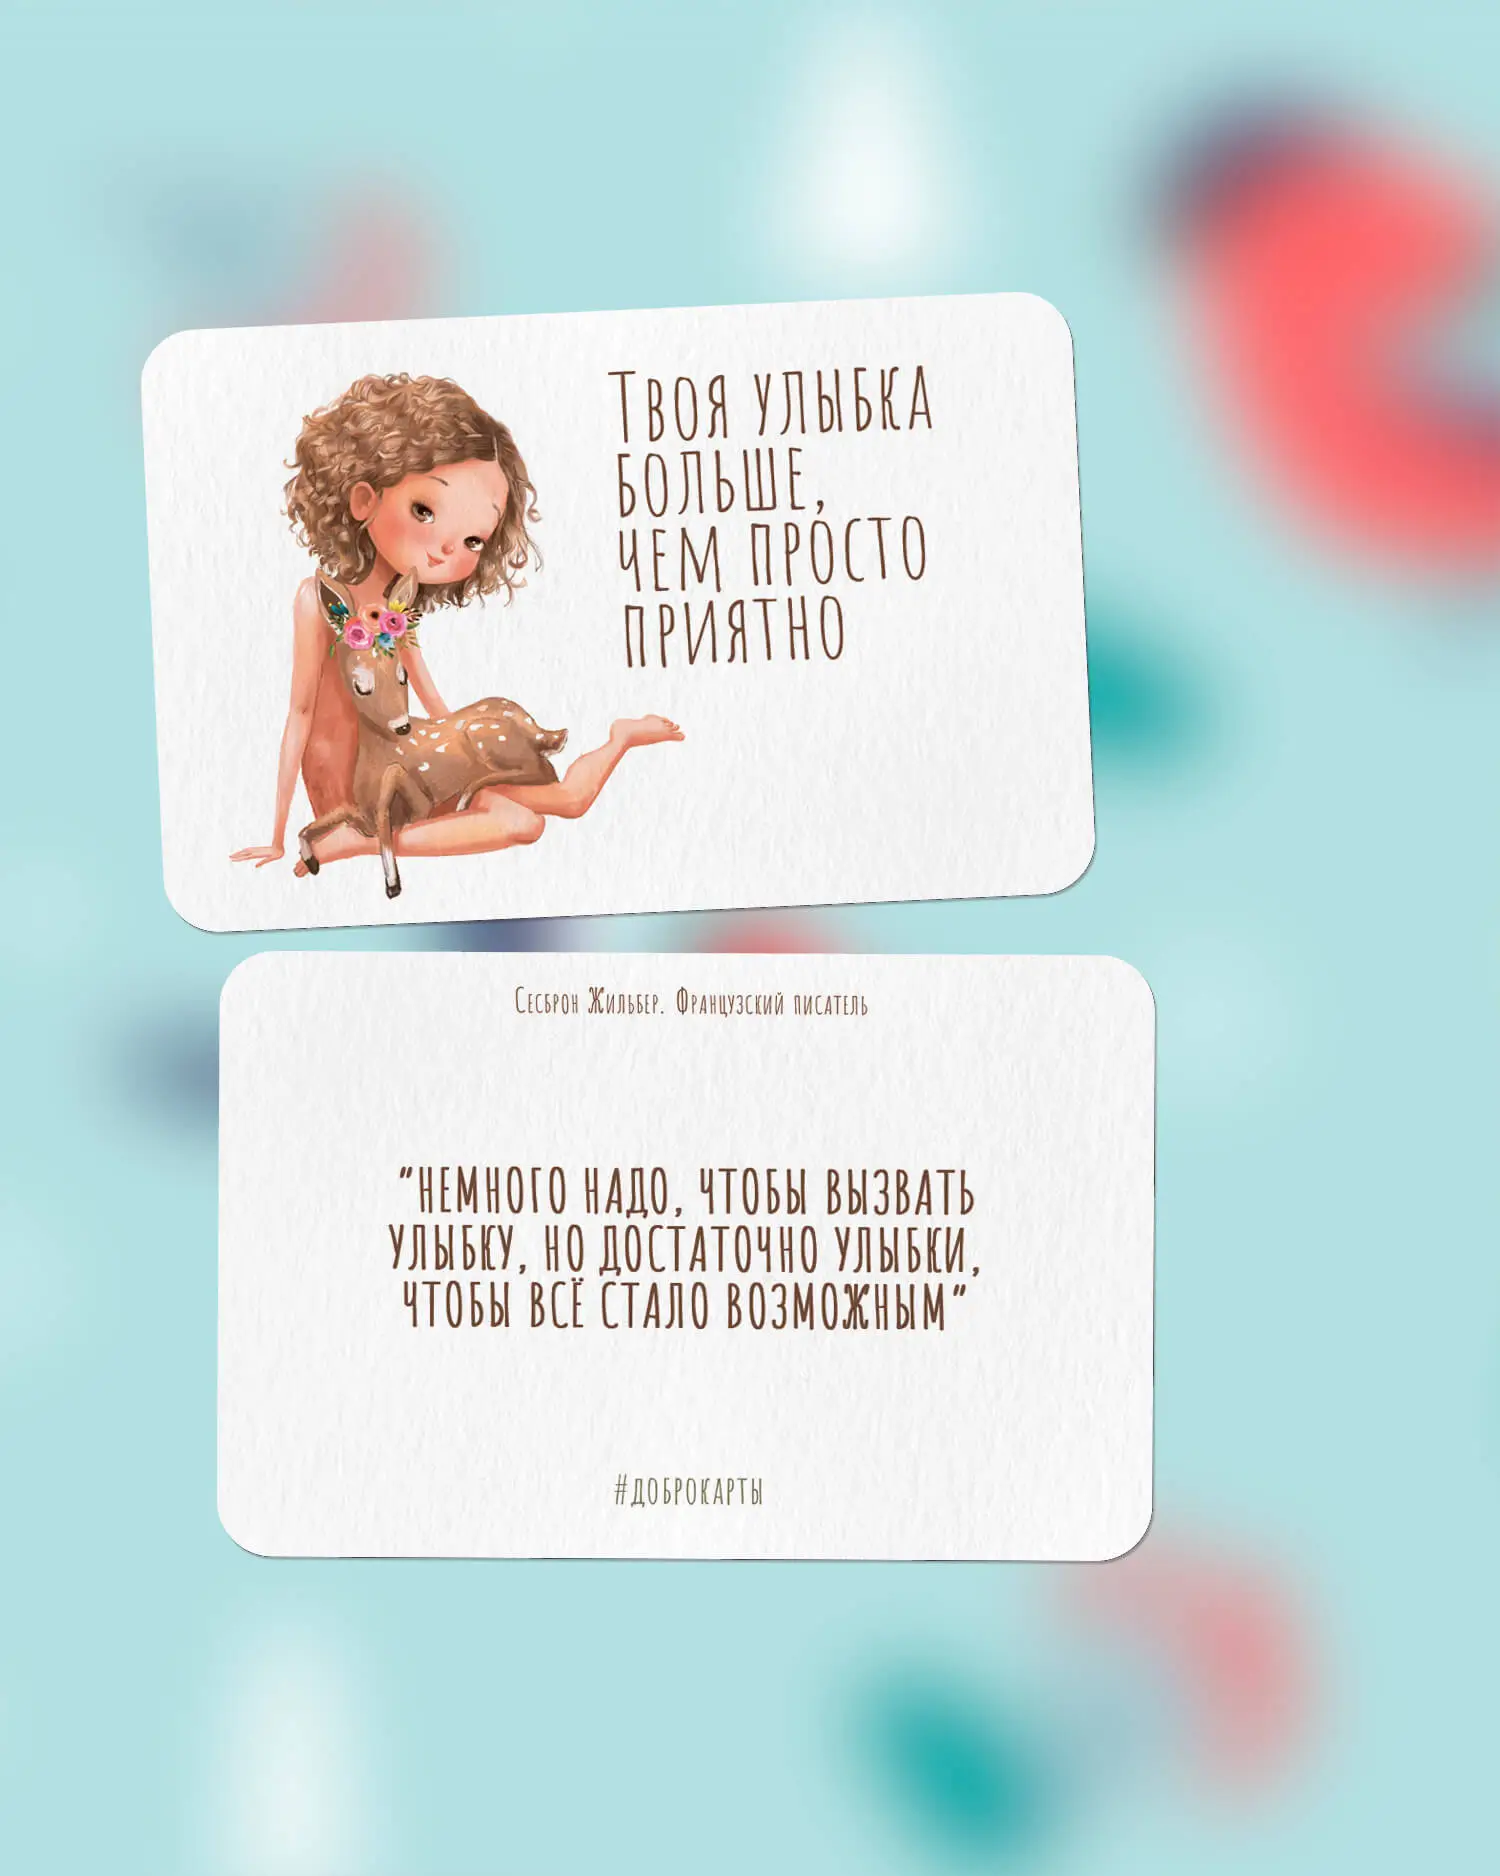 Твоя улыбка
больше,
чем просто
приятно
Сесброн Жильбер. Французский писатель
"немного надо, чтобы вызвать
улыбку, но достаточно улыбки,
чтобы всё стало возможным"
#доброкарты